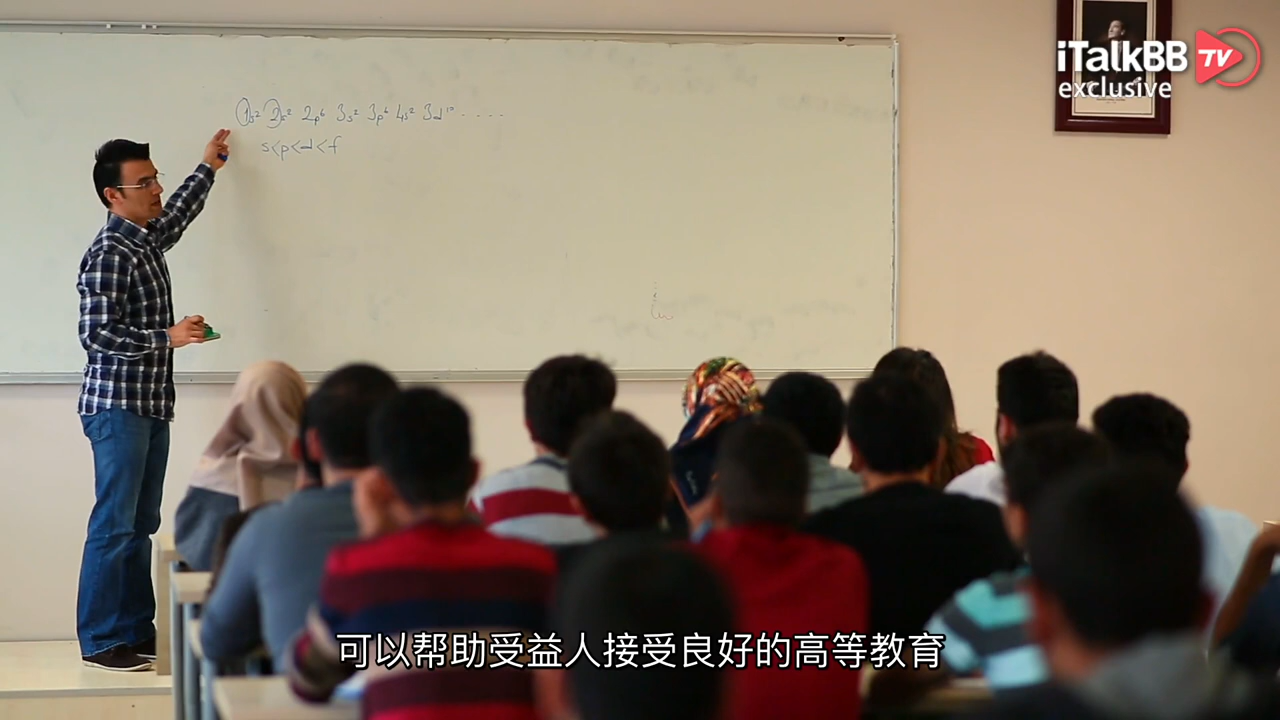 iTalkBB TV
exclusive
1s² 2s² 2p⁶ 3s² 3p⁶ 4s² 3d¹⁰ ....
s<p<d<f
可以帮助受益人接受良好的高等教育